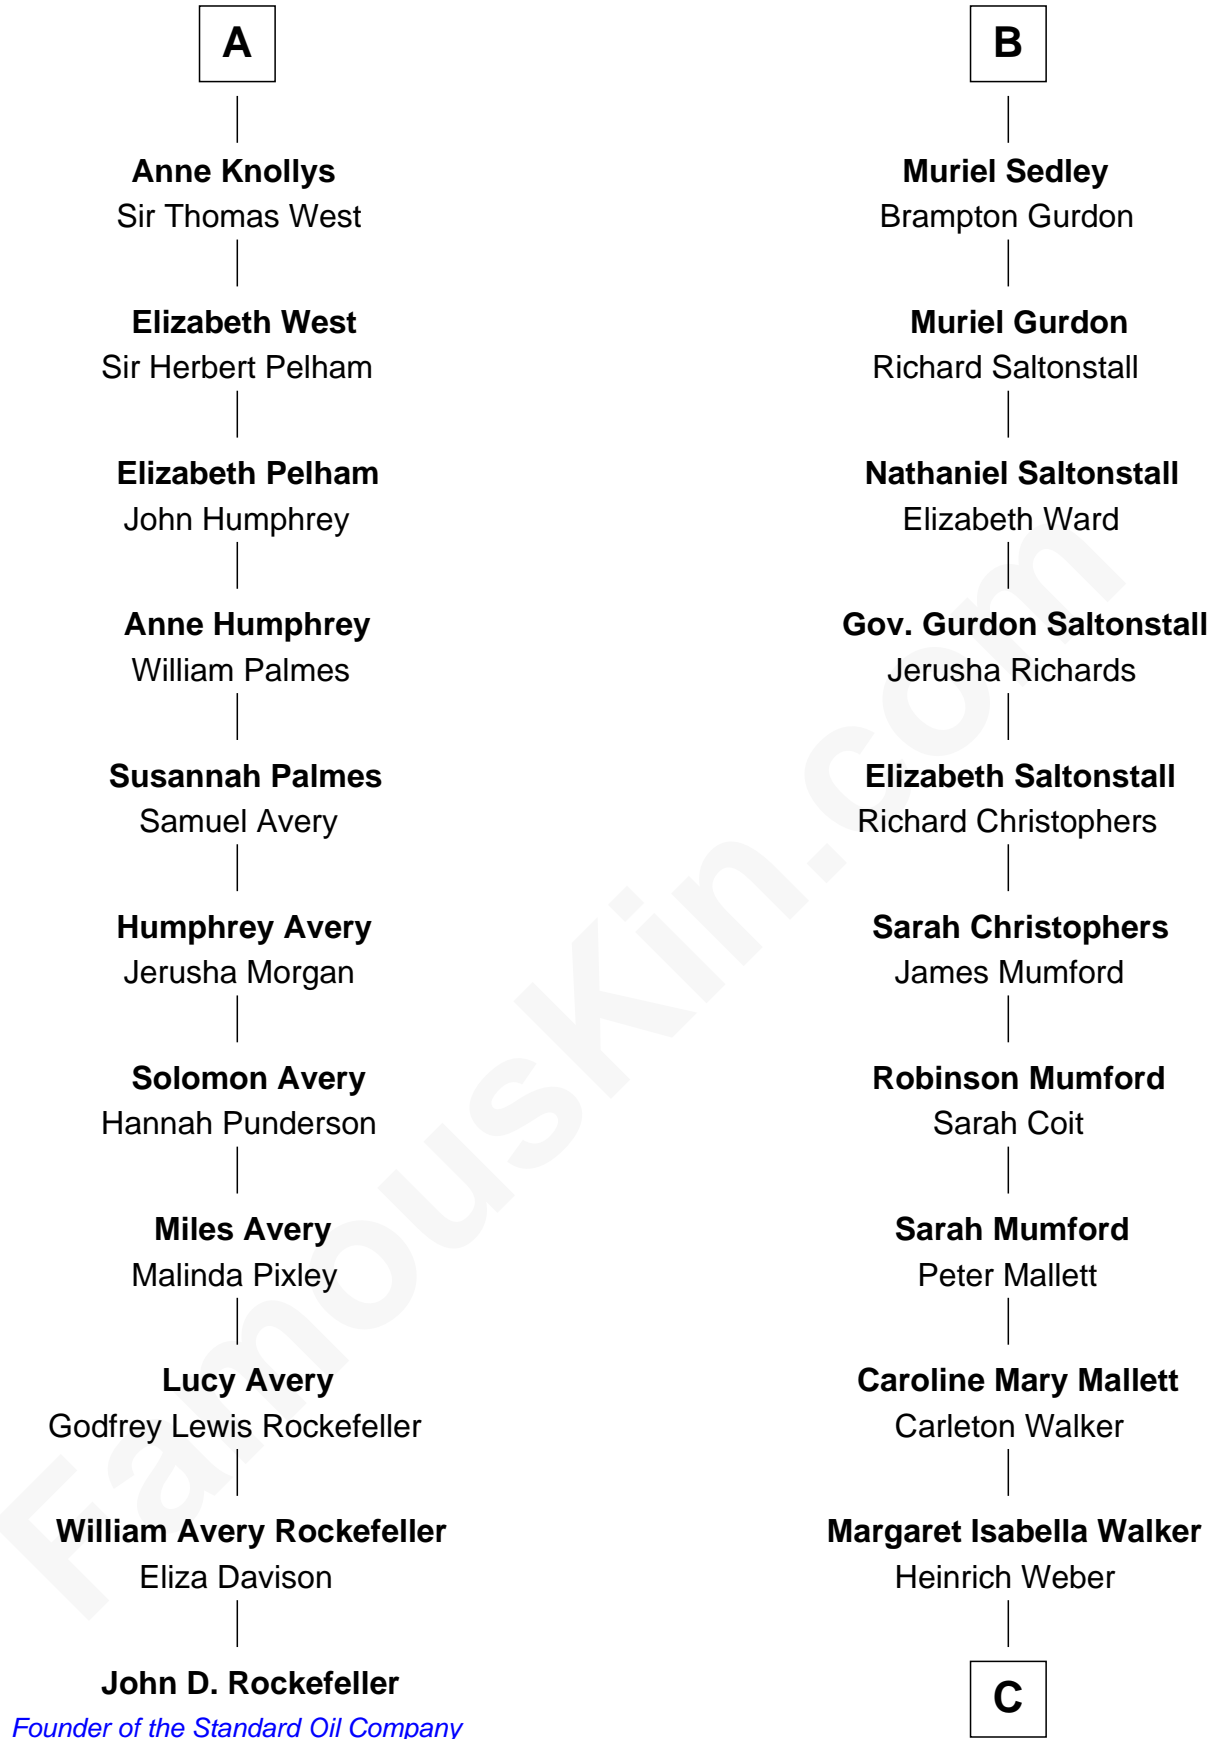 A
Anne Knollys
Sir Thomas West
Elizabeth West
Sir Herbert Pelham
Elizabeth Pelham
John Humphrey
Anne Humphrey
William Palmes
Susannah Palmes
Samuel Avery
Humphrey Avery
Jerusha Morgan
Solomon Avery
Hannah Punderson
Miles Avery
Malinda Pixley
Lucy Avery
Godfrey Lewis Rockefeller
William Avery Rockefeller
Eliza Davison
John D. Rockefeller
Founder of the Standard Oil Company
B
Muriel Sedley
Brampton Gurdon
Muriel Gurdon
Richard Saltonstall
Nathaniel Saltonstall
Elizabeth Ward
Gov. Gurdon Saltonstall
Jerusha Richards
Elizabeth Saltonstall
Richard Christophers
Sarah Christophers
James Mumford
Robinson Mumford
Sarah Coit
Sarah Mumford
Peter Mallett
Caroline Mary Mallett
Carleton Walker
Margaret Isabella Walker
Heinrich Weber
C
FamousKin.com